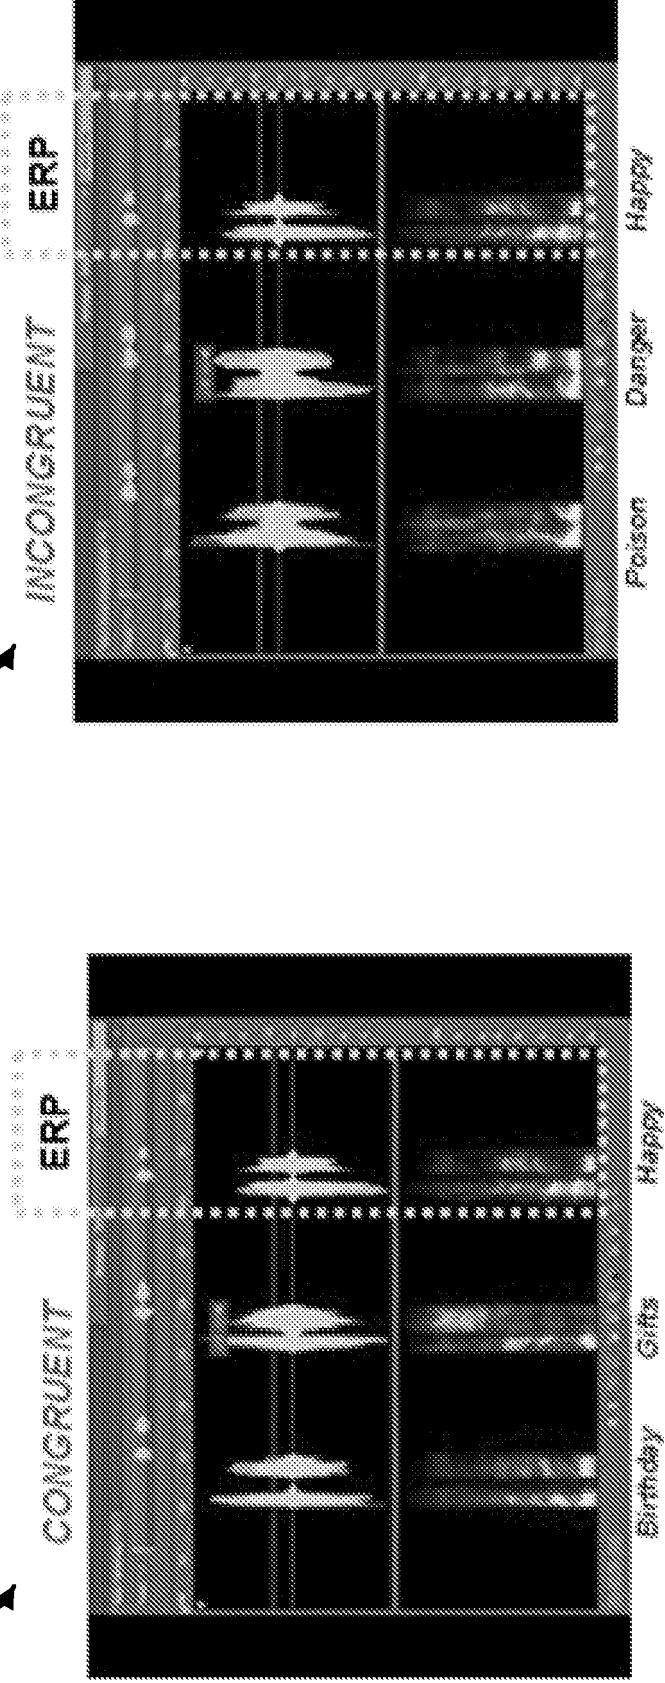 CONGRUENT
ERP
Birthday Gifts Happy
INCONGRUENT
ERP
Poison Danger Happy